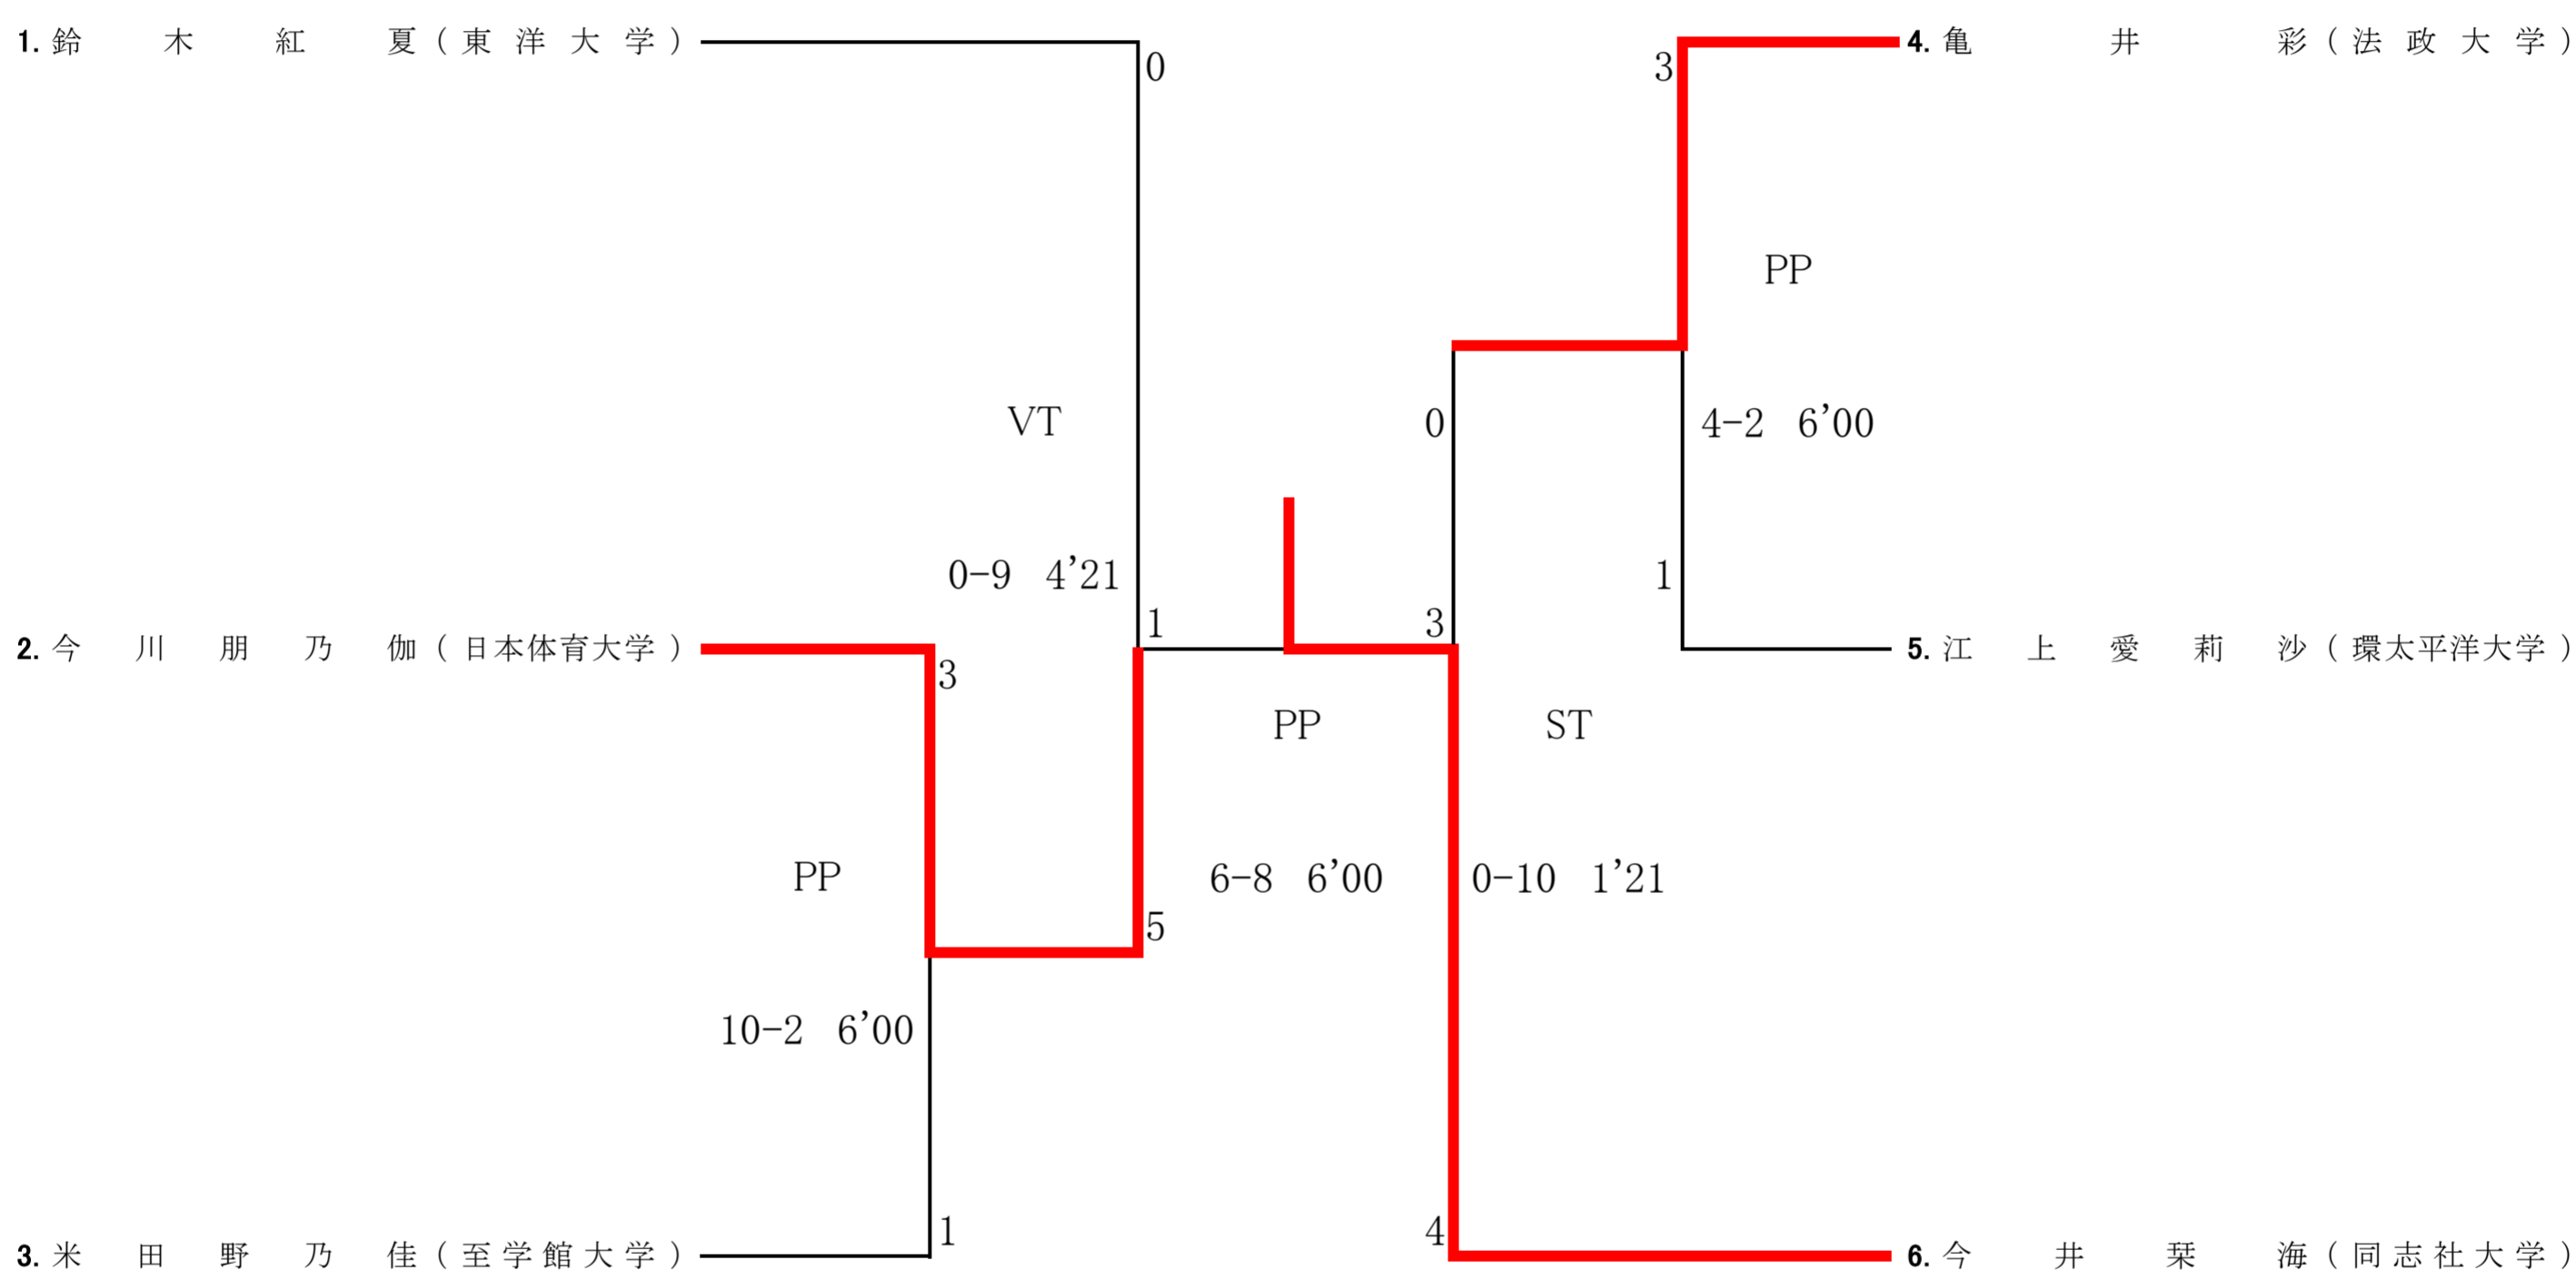 1. 鈴木紅夏（東洋大学）
0
3
4. 亀井彩（法政大学）
PP
VT
0
4-2 6’00
0-9 4’21
1
1
3
2. 今川朋乃伽（日本体育大学）
3
5. 江上愛莉沙（環太平洋大学）
PP
ST
PP
6-8 6’00
0-10 1’21
5
10-2 6’00
1
4
3. 米田野乃佳（至学館大学）
6. 今井栞海（同志社大学）